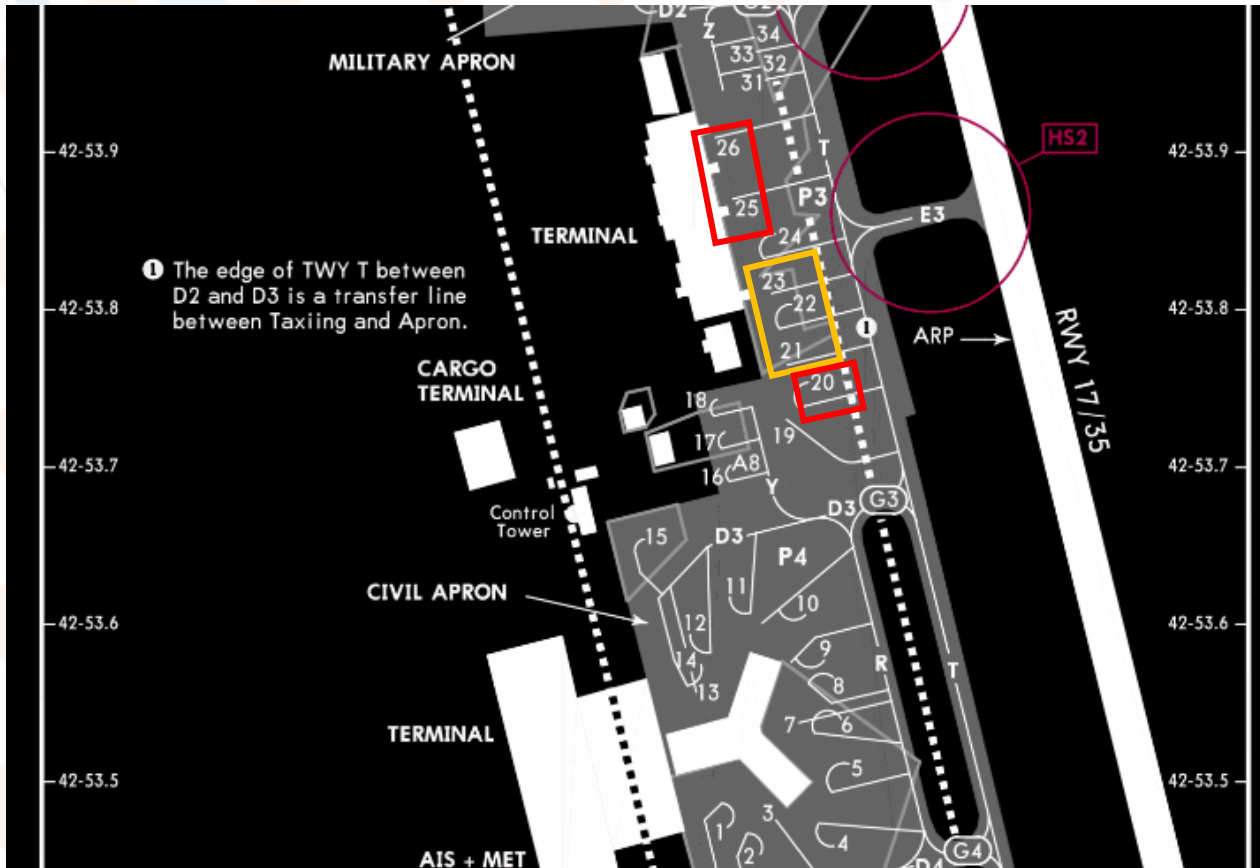 D2
G2
Z
34
MILITARY APRON
33
32
31
42-53.9
26
T
HS2
42-53.9
P3
25
E3
TERMINAL
24
1 The edge of TWY T between
D2 and D3 is a transfer line
between Taxiing and Apron.
23
22
42-53.8
42-53.8
1
ARP
RWY 17/35
21
CARGO
TERMINAL
20
18
19
17
A8
16
42-53.7
42-53.7
Y
G3
Control
Tower
D3
D3
15
P4
11
CIVIL APRON
10
12
42-53.6
42-53.6
9
14
R
T
13
8
7
6
TERMINAL
5
42-53.5
42-53.5
3
1
4
2
G4
AIS + MET
D4